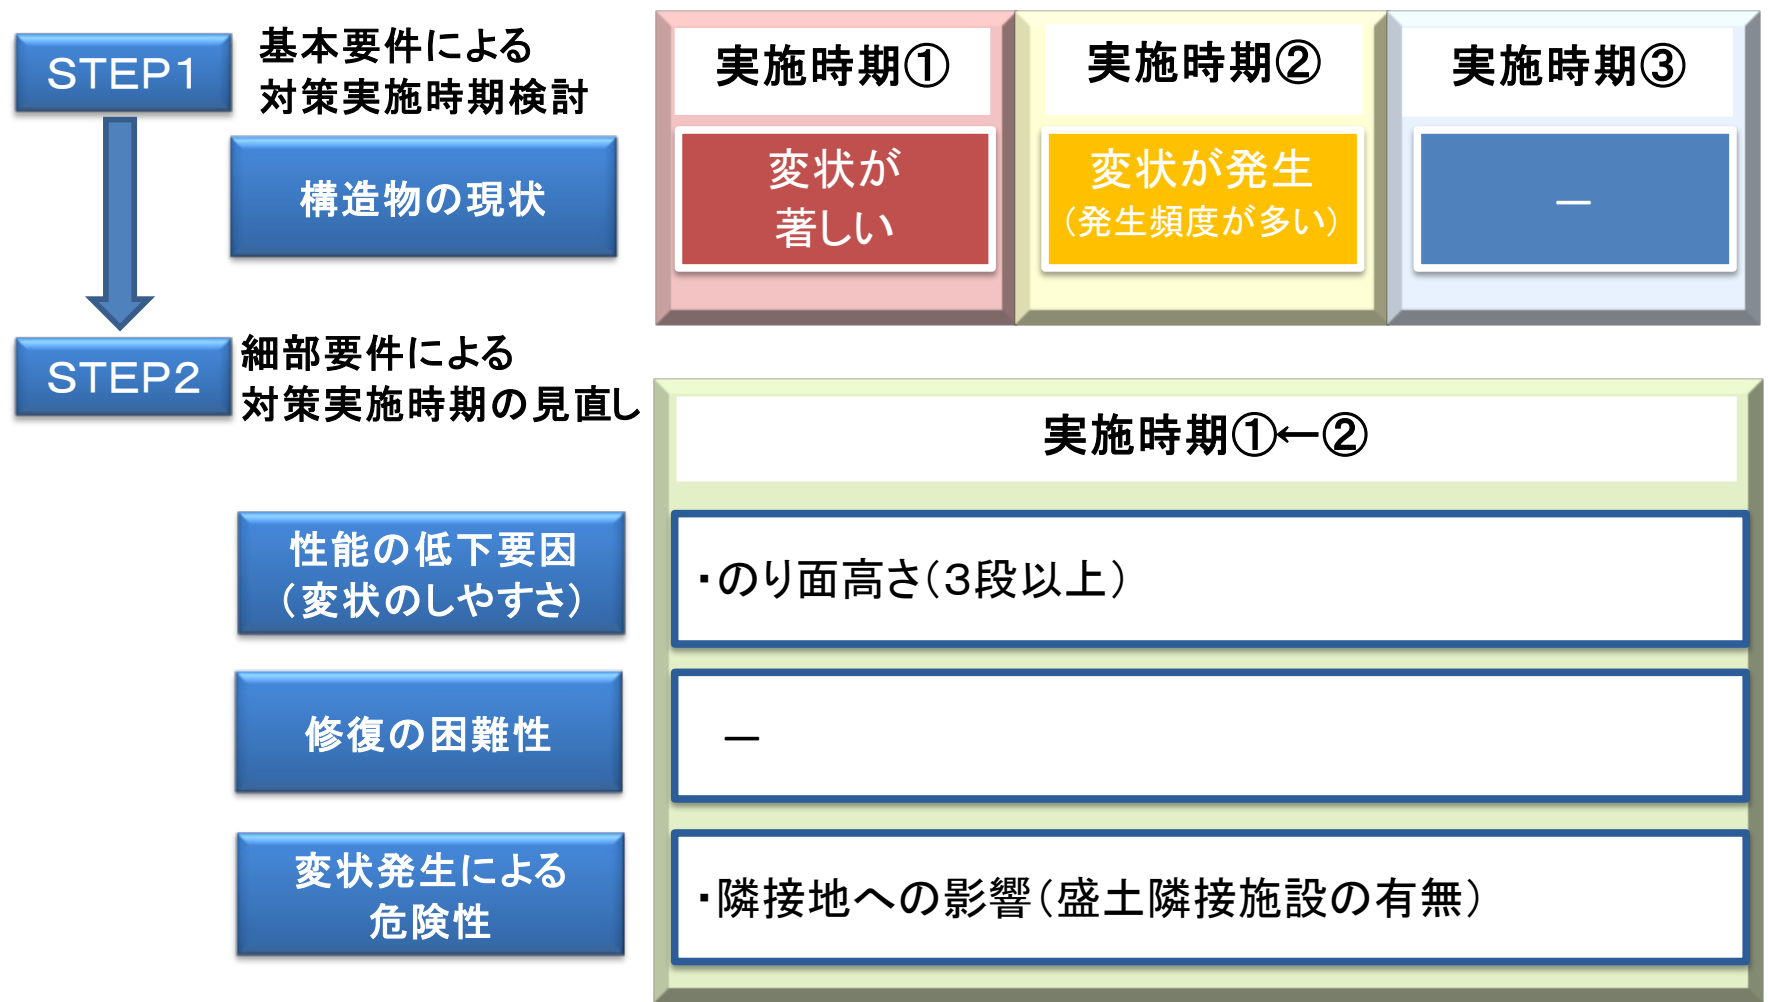 STEP1
基本要件による
対策実施時期検討
構造物の現状
実施時期①
実施時期②
実施時期③
変状が
著しい
変状が発生
(発生頻度が多い)
－
STEP2
細部要件による
対策実施時期の見直し
実施時期①←②
性能の低下要因
(変状のしやすさ)
・のり面高さ(3段以上)
修復の困難性
－
変状発生による
危険性
・隣接地への影響(盛土隣接施設の有無)